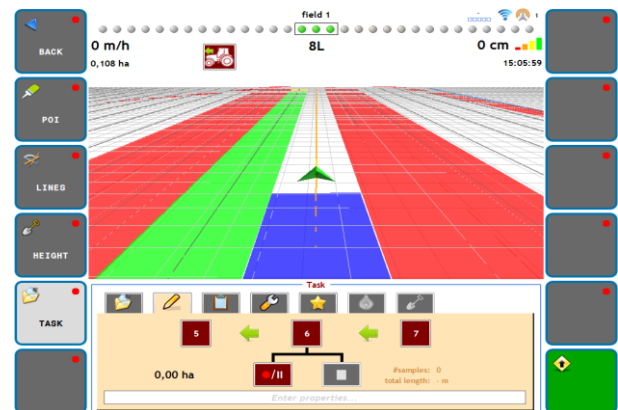 field 1
BACK
0 m/h
8L
0 cm
0,108 ha
15:05:59
POI
LINES
HEIGHT
TASK
Task
5
6
7
0,00 ha
#samples: 0
total length: - m
Enter properties...